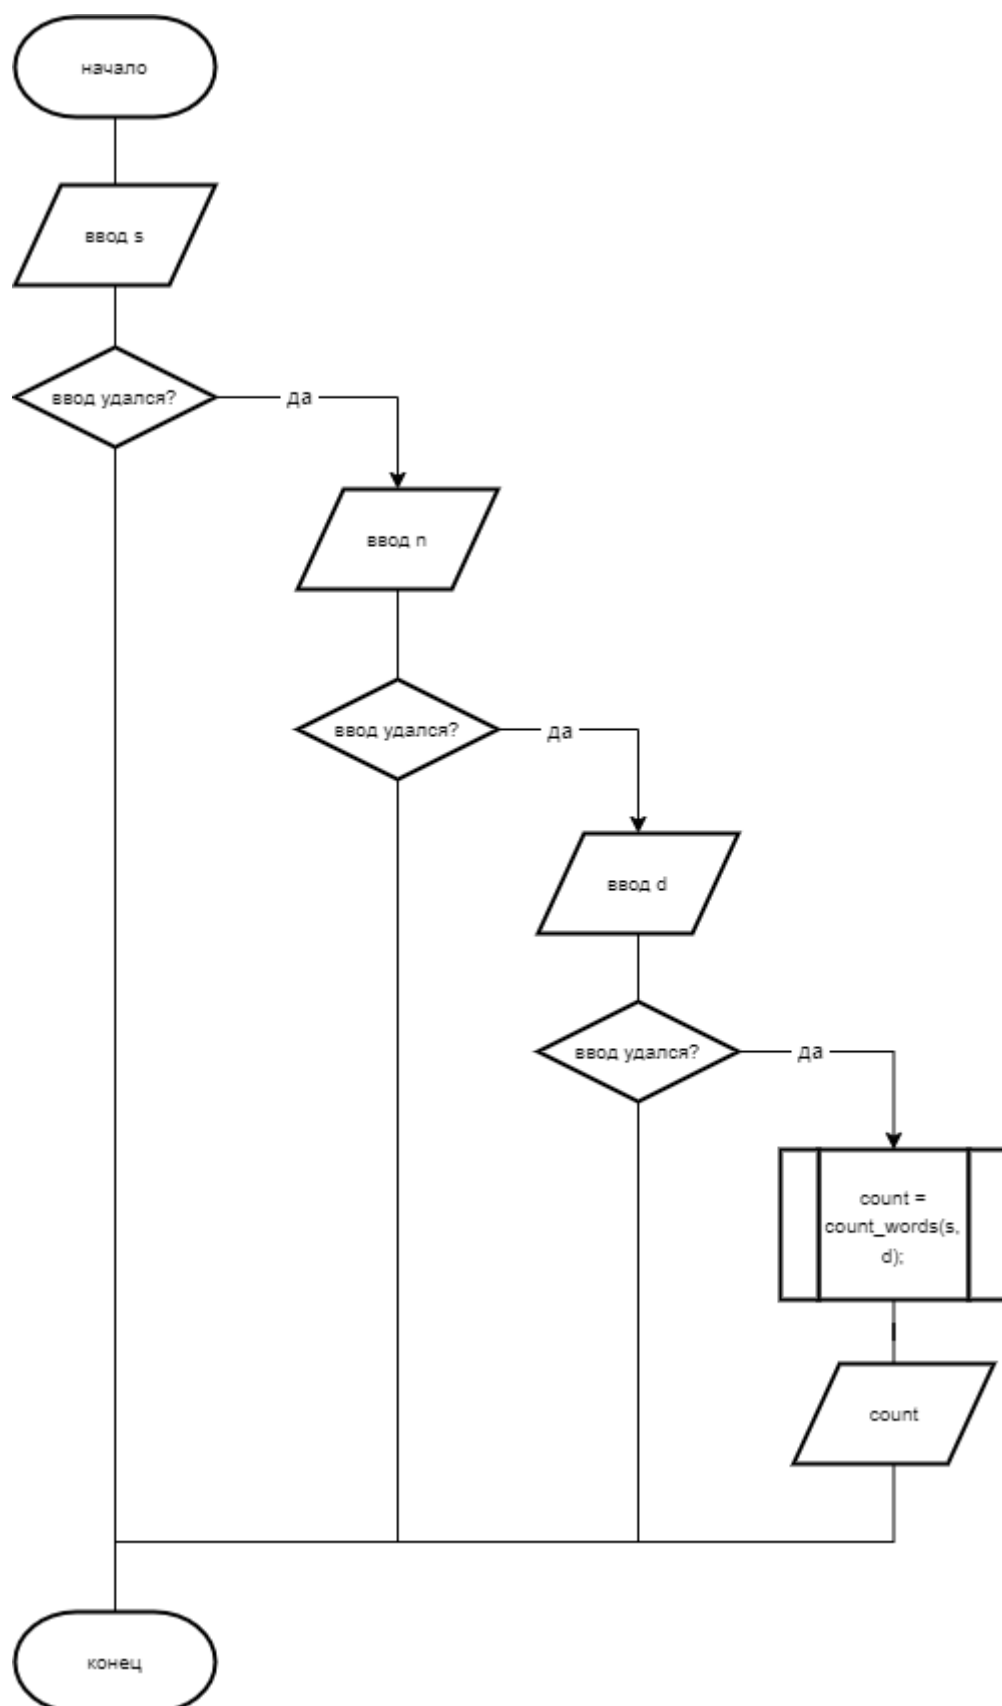 начало
ввод s
ввод удался?
да
ввод n
ввод удался?
да
ввод d
ввод удался?
да
count =
count_words(s,
d);
count
конец